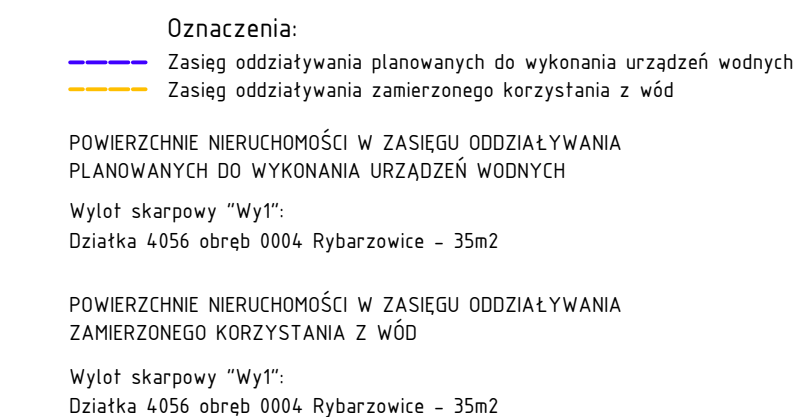 Oznaczenia:
Zasięg oddziaływania planowanych do wykonania urządzeń wodnych
Zasięg oddziaływania zamierzonego korzystania z wód
POWIERZCHNIE NIERUCHOMOŚCI W ZASIĘGU ODDZIAŁYWANIA
PLANOWANYCH DO WYKONANIA URZĄDZEŃ WODNYCH
Wylot skarpowy "Wy1":
Działka 4056 obręb 0004 Rybarzowice - 35m2
POWIERZCHNIE NIERUCHOMOŚCI W ZASIĘGU ODDZIAŁYWANIA
ZAMIERZONEGO KORZYSTANIA Z WÓD
Wylot skarpowy "Wy1":
Działka 4056 obręb 0004 Rybarzowice - 35m2